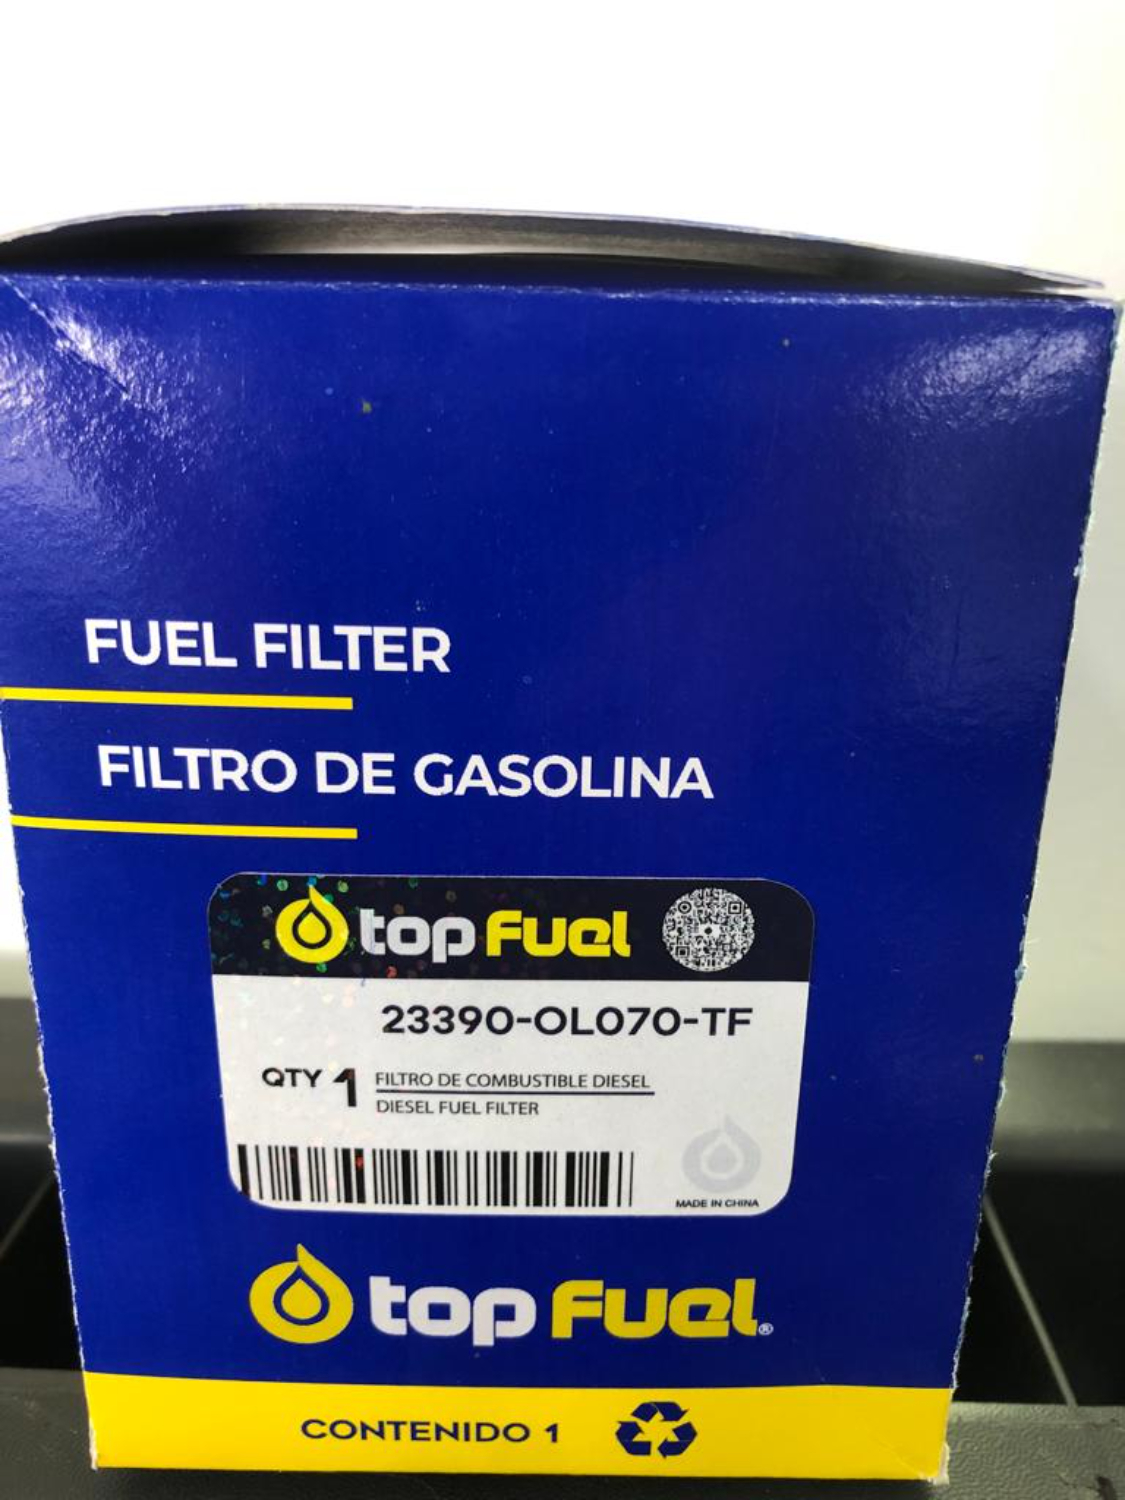 FUEL FILTER
FILTRO DE GASOLINA
top Fuel
23390-OL070-TF
QTY 1
FILTRO DE COMBUSTIBLE DIESEL
DIESEL FUEL FILTER
MADE IN CHINA
top Fuel®
CONTENIDO 1